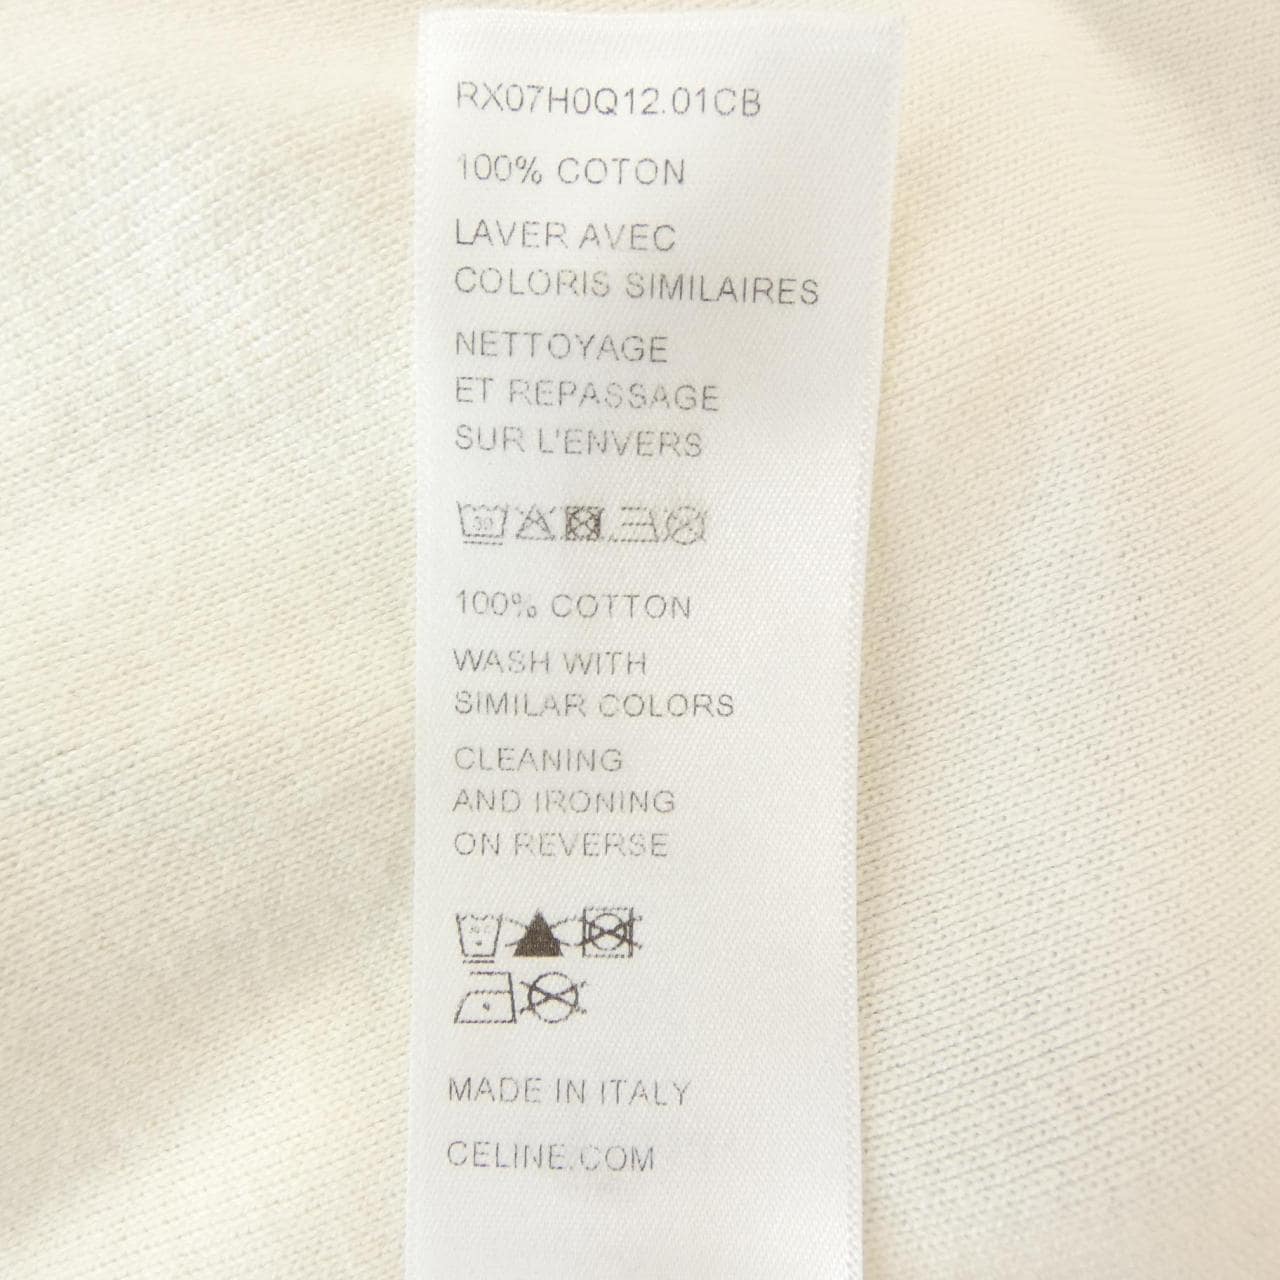 RX07H0Q12.01CB
100% COTON
LAVER AVEC
COLORIS SIMILAIRES
NETTOYAGE
ET REPASSAGE
SUR L'ENVERS
30
100% COTTON
WASH WITH
SIMILAR COLORS
CLEANING
AND IRONING
ON REVERSE
MADE IN ITALY
CELINE.COM